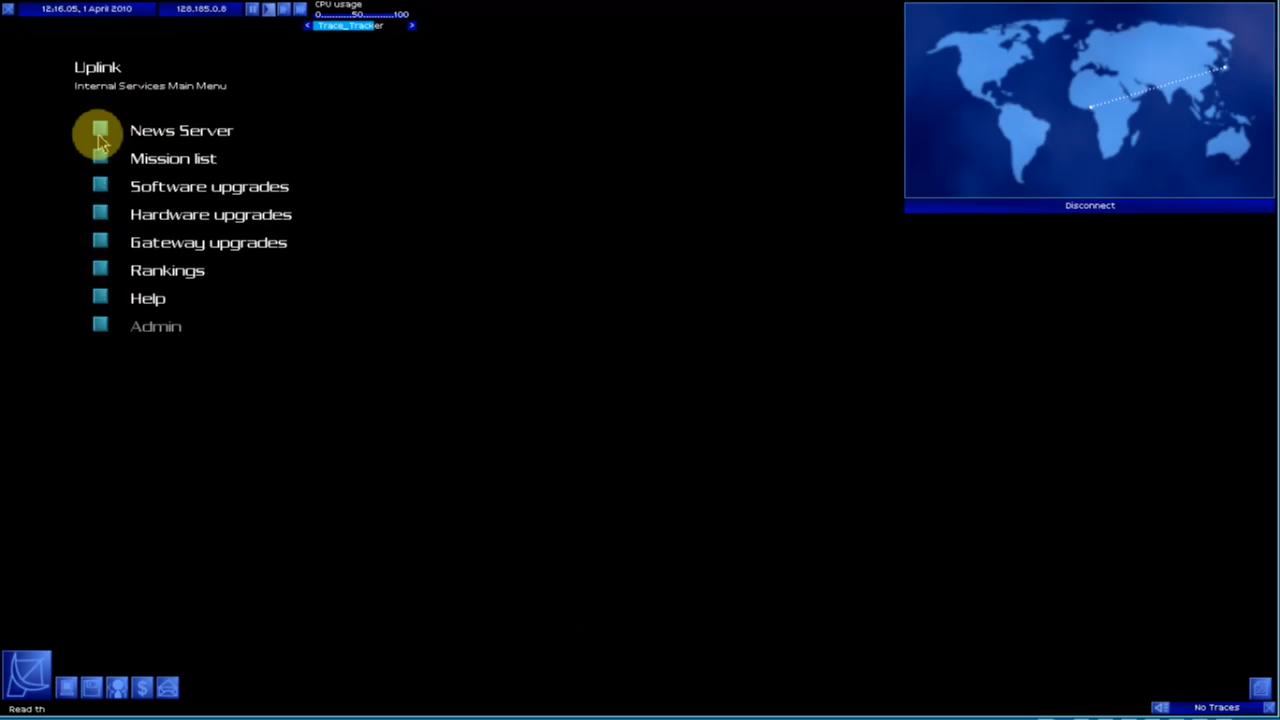 12:16.05, 1 April 2010
128.185.0.8
CPU usage
0.........50.........100
< Trace_Tracker >
Uplink
Internal Services Main Menu
News Server
Mission list
Software upgrades
Hardware upgrades
Gateway upgrades
Rankings
Help
Admin
Disconnect
$
Read th
No Traces